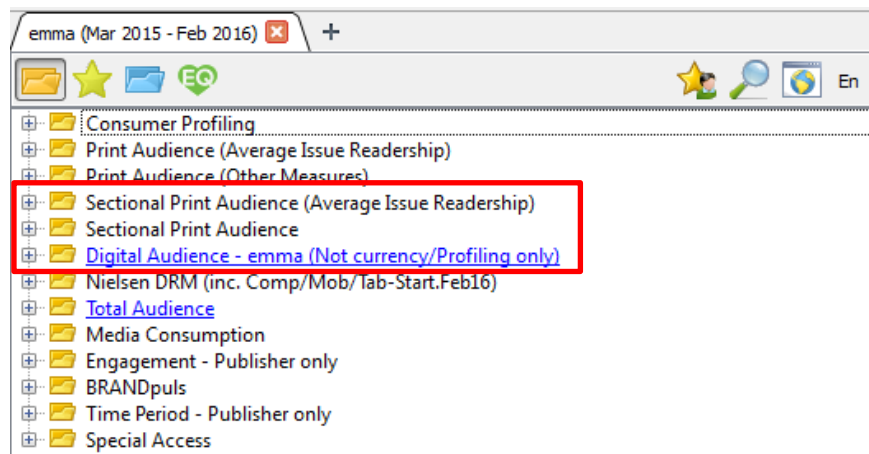 emma (Mar 2015 - Feb 2016)
EQ
En
Consumer Profiling
Print Audience (Average Issue Readership)
Print Audience (Other Measures)
Sectional Print Audience (Average Issue Readership)
Sectional Print Audience
Digital Audience - emma (Not currency/Profiling only)
Nielsen DRM (inc. Comp/Mob/Tab-Start.Feb16)
Total Audience
Media Consumption
Engagement - Publisher only
BRANDpuls
Time Period - Publisher only
Special Access